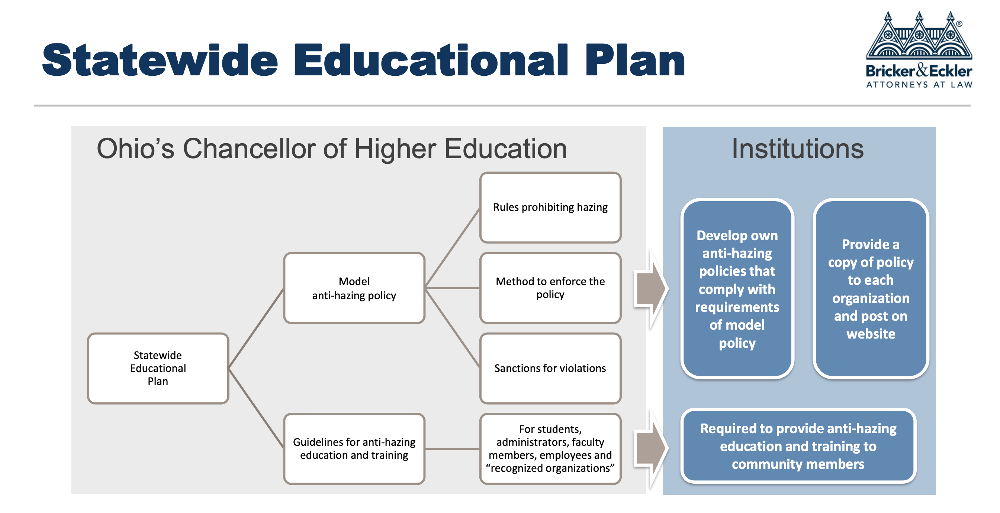 Statewide Educational Plan
®
Bricker&Eckler
ATTORNEYS AT LAW
Ohio’s Chancellor of Higher Education
Statewide
Educational
Plan
Model
anti-hazing policy
Rules prohibiting hazing
Method to enforce the
policy
Sanctions for violations
Guidelines for anti-hazing
education and training
For students,
administrators, faculty
members, employees and
“recognized organizations”
Institutions
Develop own
anti-hazing
policies that
comply with
requirements
of model
policy
Provide a
copy of policy
to each
organization
and post on
website
Required to provide anti-hazing
education and training to
community members